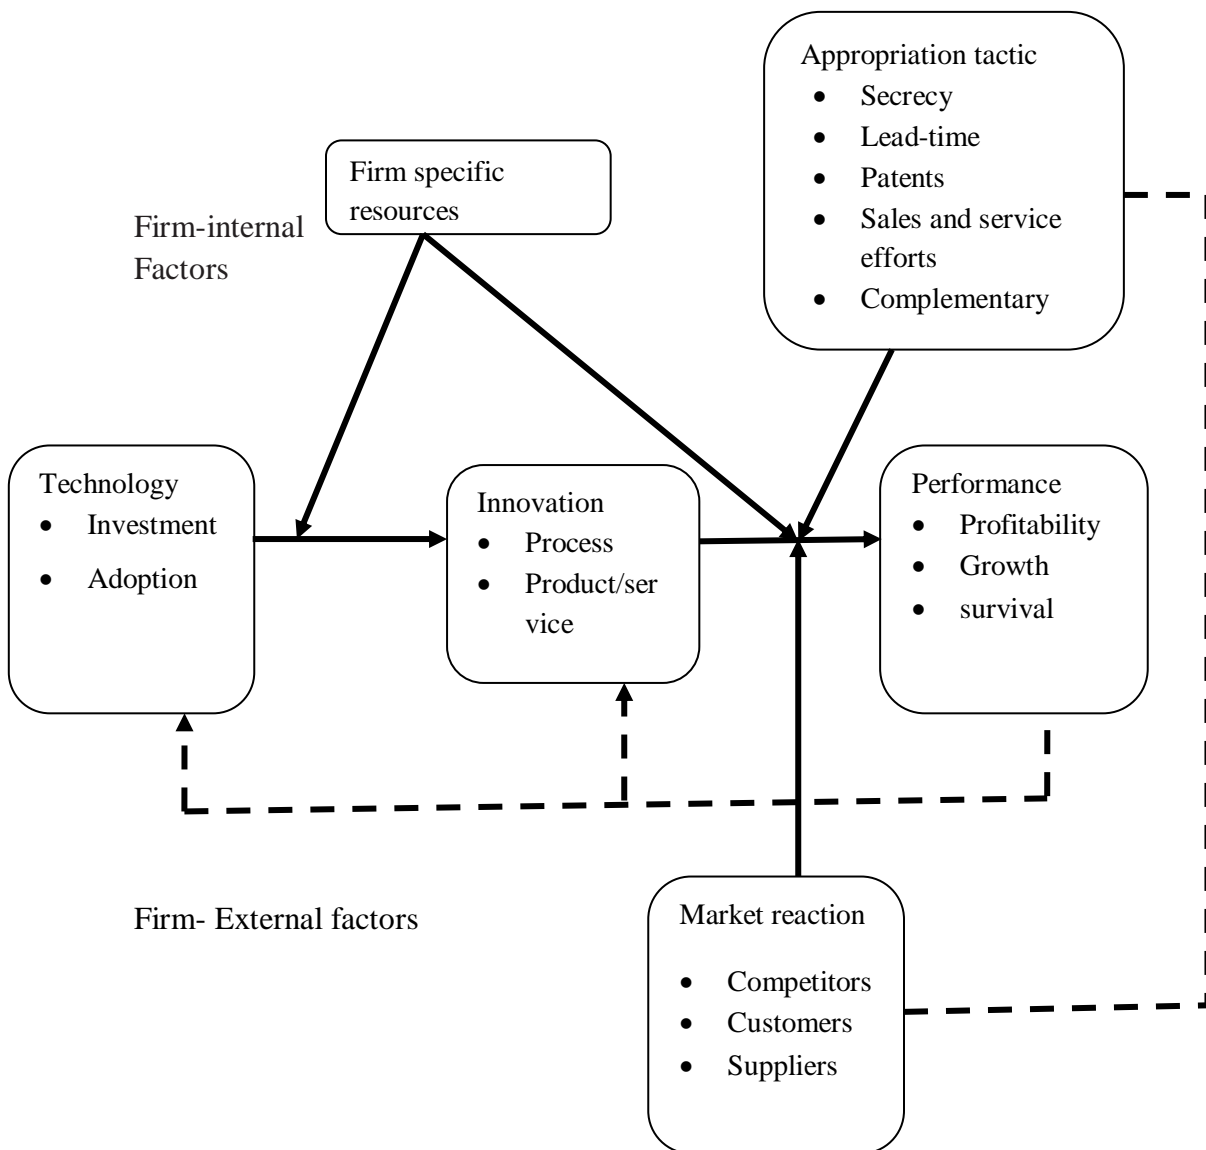 Appropriation tactic
• Secrecy
• Lead-time
• Patents
• Sales and service
efforts
• Complementary
Firm specific
resources
Firm-internal
Factors
Technology
• Investment
• Adoption
Innovation
• Process
• Product/ser
vice
Performance
• Profitability
• Growth
• survival
Firm- External factors
Market reaction
• Competitors
• Customers
• Suppliers